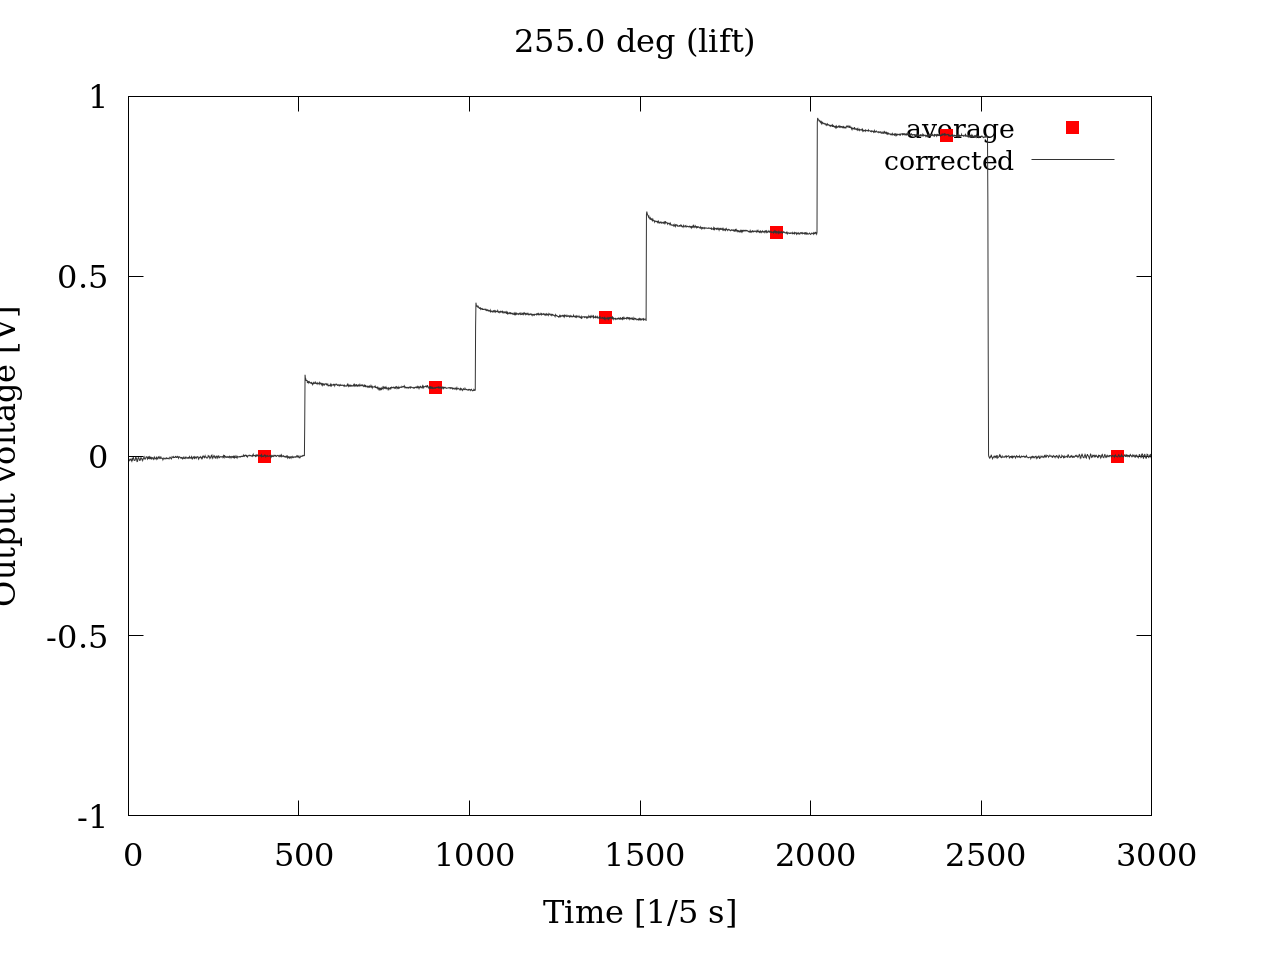 255.0 deg (lift)
average
corrected
1
0.5
0
-0.5
-1
Output voltage [V]
0 500 1000 1500 2000 2500 3000
Time [1/5 s]